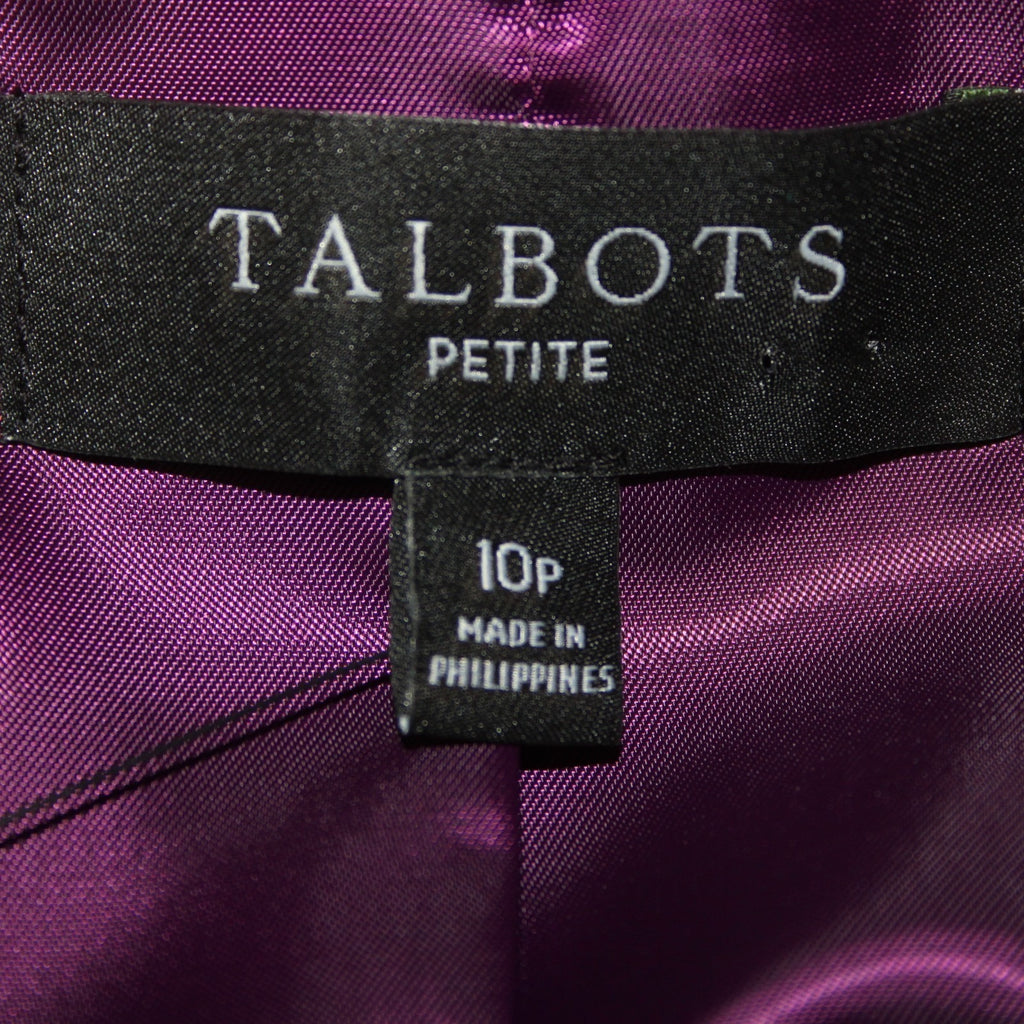 TALBOTS
PETITE
10P
MADE IN
PHILIPPINES